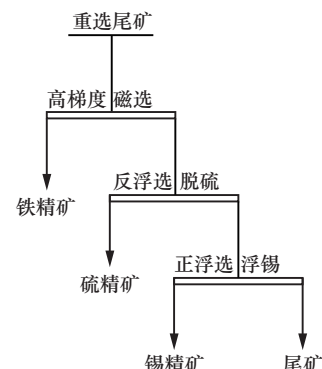 重选尾矿
高梯度 磁选
铁精矿
反浮选 脱硫
硫精矿
正浮选 浮锡
锡精矿
尾矿